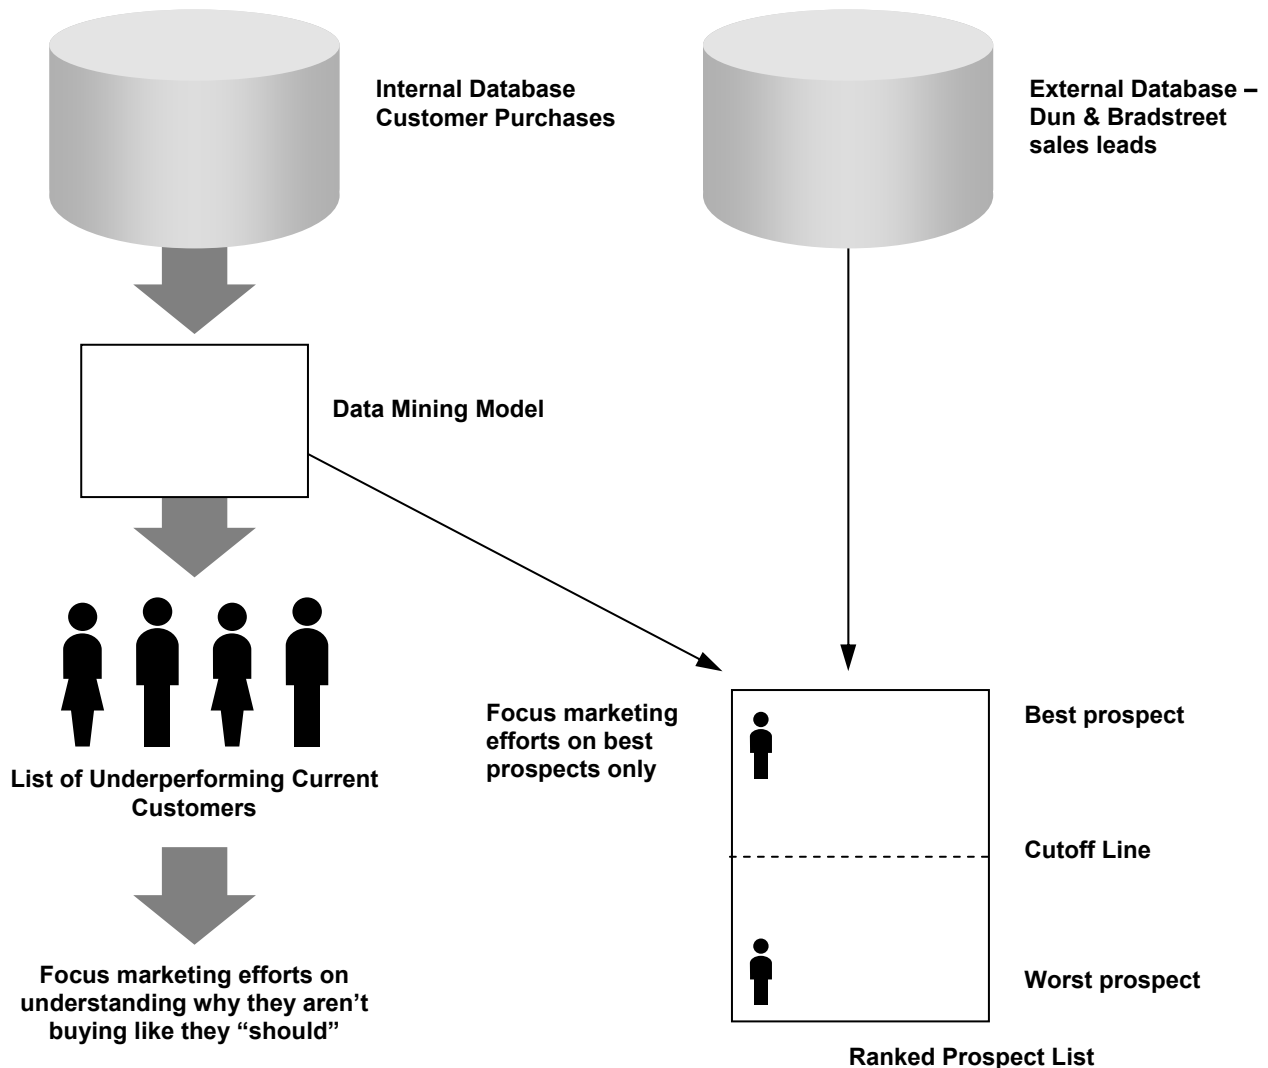 Internal Database
Customer Purchases
External Database –
Dun & Bradstreet
sales leads
Data Mining Model
List of Underperforming Current
Customers
Focus marketing efforts on
understanding why they aren’t
buying like they “should”
Focus marketing
efforts on best
prospects only
Best prospect
Cutoff Line
Worst prospect
Ranked Prospect List